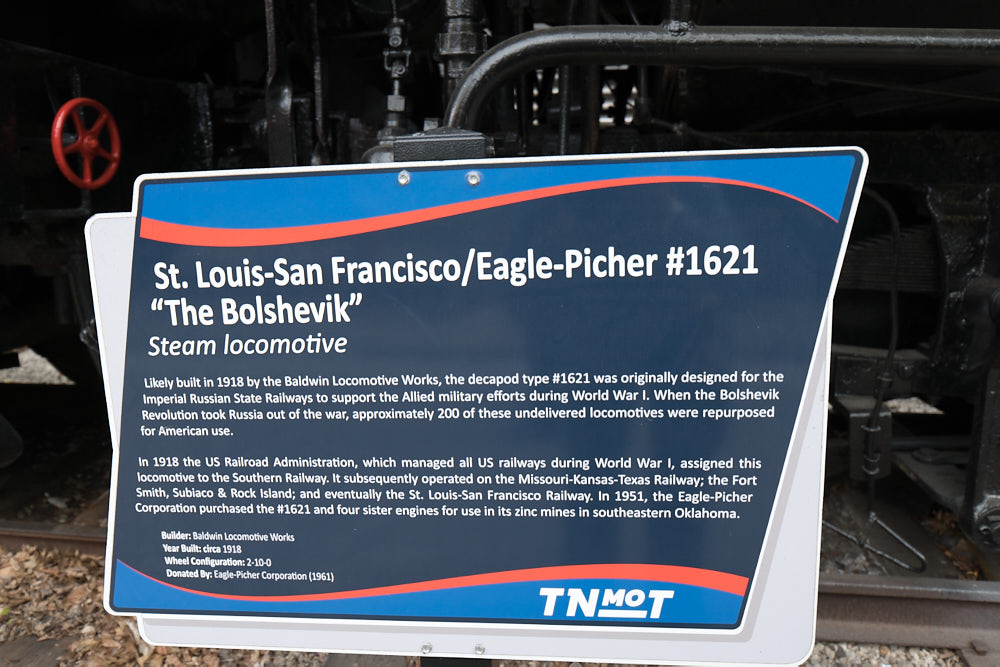 St. Louis-San Francisco/Eagle-Picher #1621
“The Bolshevik”
Steam locomotive
Likely built in 1918 by the Baldwin Locomotive Works, the decapod type #1621 was originally designed for the
Imperial Russian State Railways to support the Allied military efforts during World War I. When the Bolshevik
Revolution took Russia out of the war, approximately 200 of these undelivered locomotives were repurposed
for American use.
In 1918 the US Railroad Administration, which managed all US railways during World War I, assigned this
locomotive to the Southern Railway. It subsequently operated on the Missouri-Kansas-Texas Railway; the Fort
Smith, Subiaco & Rock Island; and eventually the St. Louis-San Francisco Railway. In 1951, the Eagle-Picher
Corporation purchased the #1621 and four sister engines for use in its zinc mines in southeastern Oklahoma.
Builder: Baldwin Locomotive Works
Year Built: circa 1918
Wheel Configuration: 2-10-0
Donated By: Eagle-Picher Corporation (1961)
TNMOT